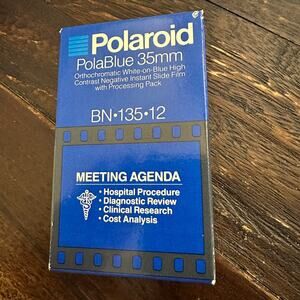 Polaroid
PolaBlue 35mm
Orthochromatic White-on-Blue High
Contrast Negative Instant Slide Film
with Processing Pack
BN•135•12
MEETING AGENDA
• Hospital Procedure
• Diagnostic Review
• Clinical Research
• Cost Analysis